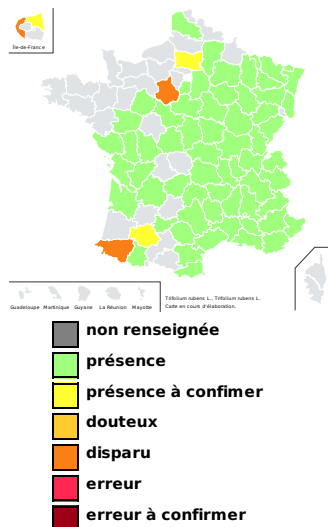 Île-de-France
Guadeloupe Martinique Guyane La Réunion Mayotte
Trifolium rubens L., Trifolium rubens L.
Carte en cours d'élaboration.
non renseignée
présence
présence à confimer
douteux
disparu
erreur
erreur à confirmer